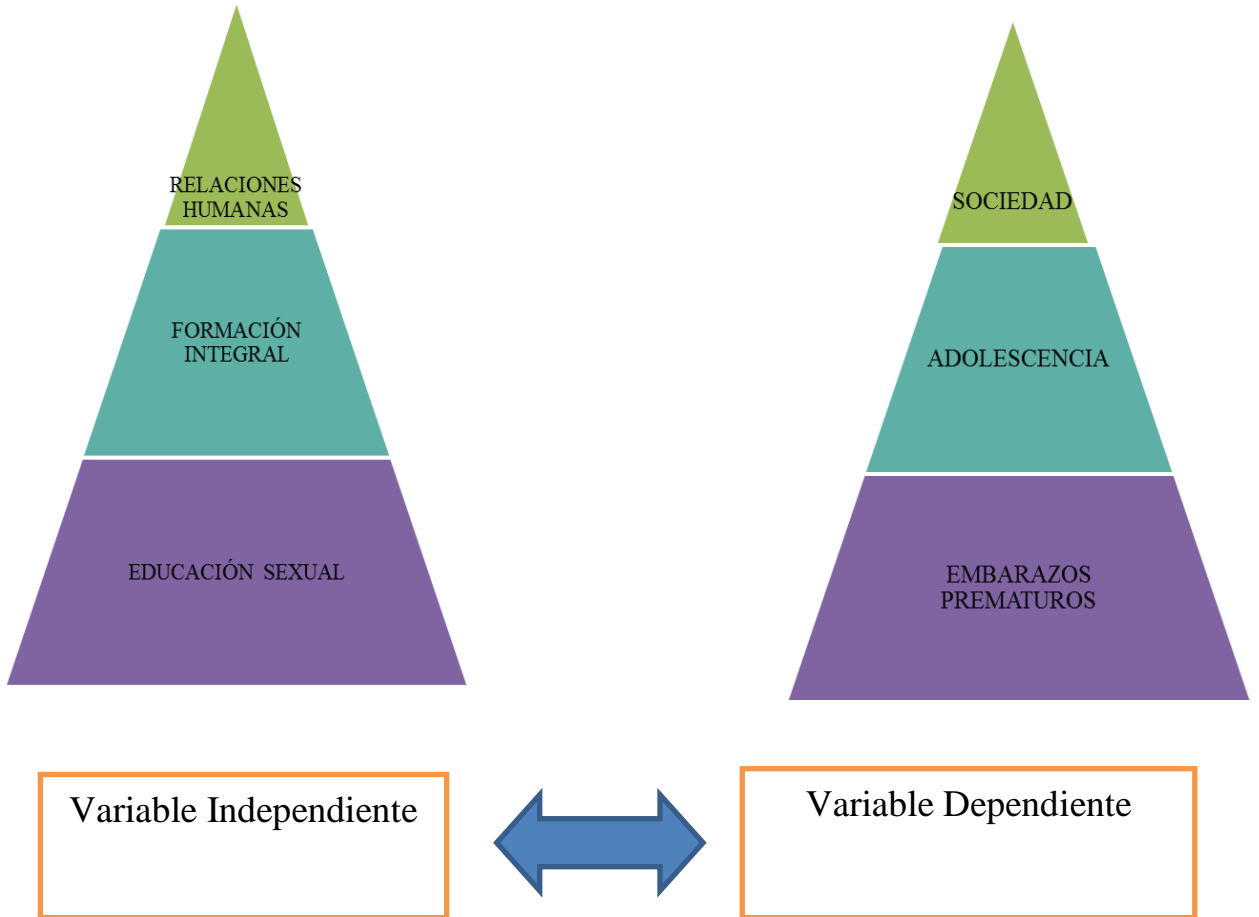 RELACIONES
HUMANAS
FORMACIÓN
INTEGRAL
EDUCACIÓN SEXUAL
SOCIEDAD
ADOLESCENCIA
EMBARAZOS
PREMATUROS
Variable Independiente
Variable Dependiente